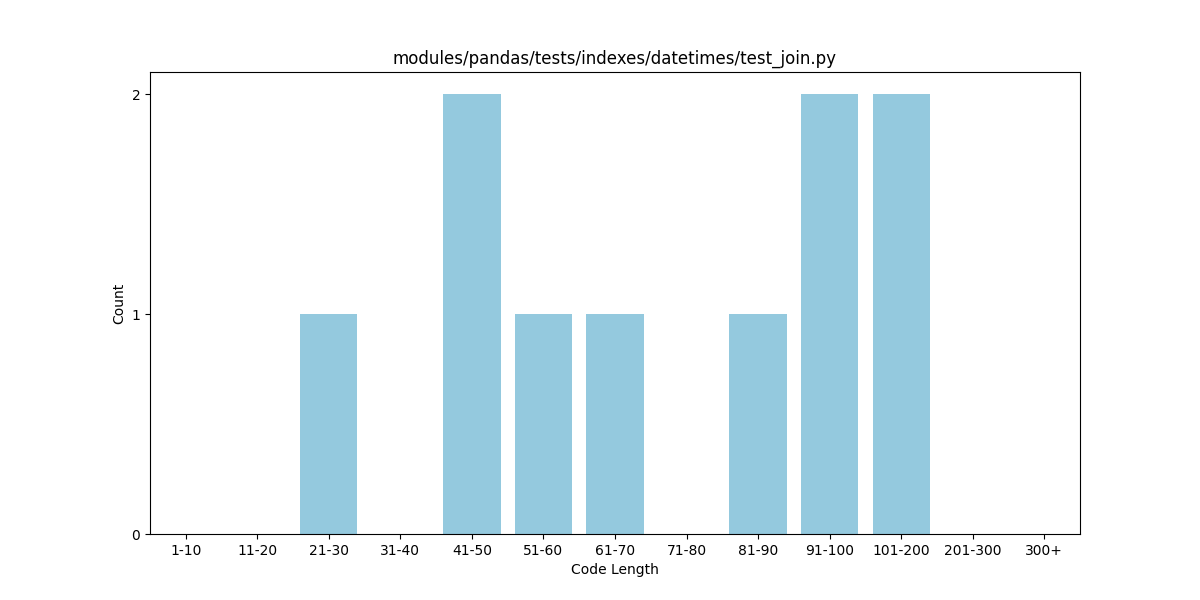 modules/pandas/tests/indexes/datetimes/test_join.py
2
1
0
Count
1-10 11-20 21-30 31-40 41-50 51-60 61-70 71-80 81-90 91-100 101-200 201-300 300+
Code Length